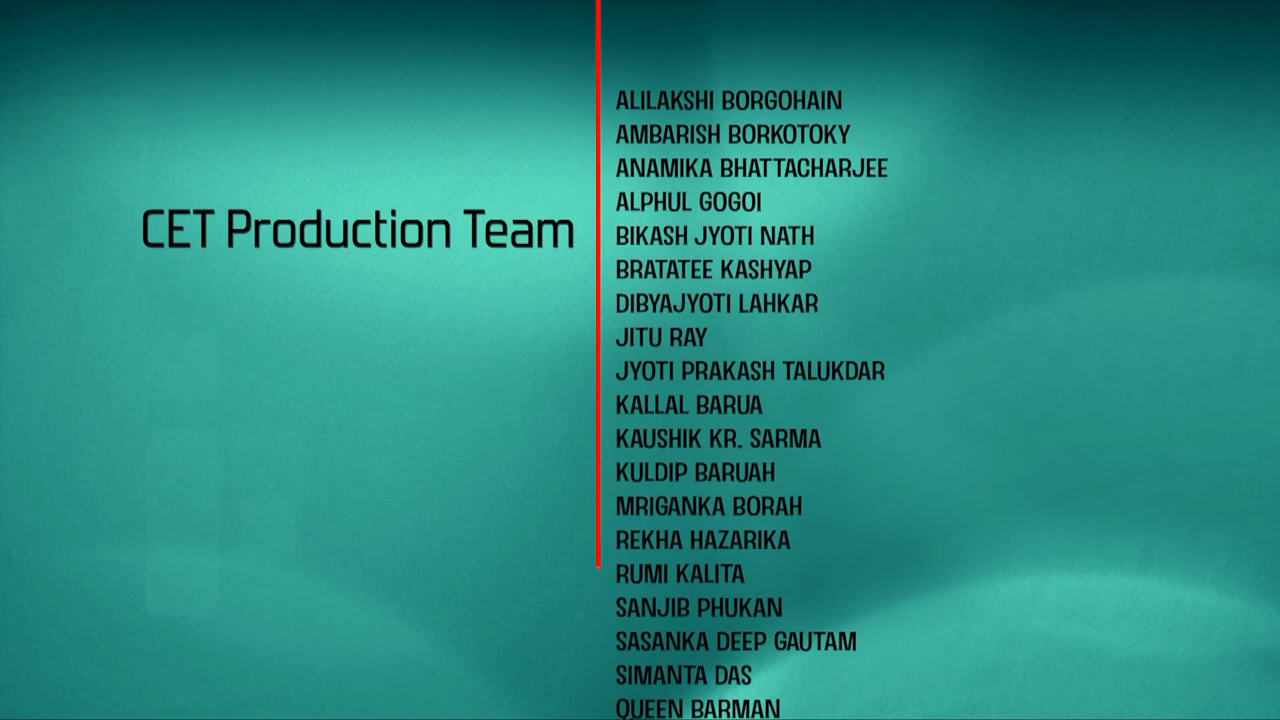 CET Production Team
ALILAKSHI BORGOHAIN
AMBARISH BORKOTOKY
ANAMIKA BHATTACHARJEE
ALPHUL GOGOI
BIKASH JYOTI NATH
BRATATEE KASHYAP
DIBYAJYOTI LAHKAR
JITU RAY
JYOTI PRAKASH TALUKDAR
KALLAL BARUA
KAUSHIK KR. SARMA
KULDIP BARUAH
MRIGANKA BORAH
REKHA HAZARIKA
RUMI KALITA
SANJIB PHUKAN
SASANKA DEEP GAUTAM
SIMANTA DAS
QUEEN BARMAN